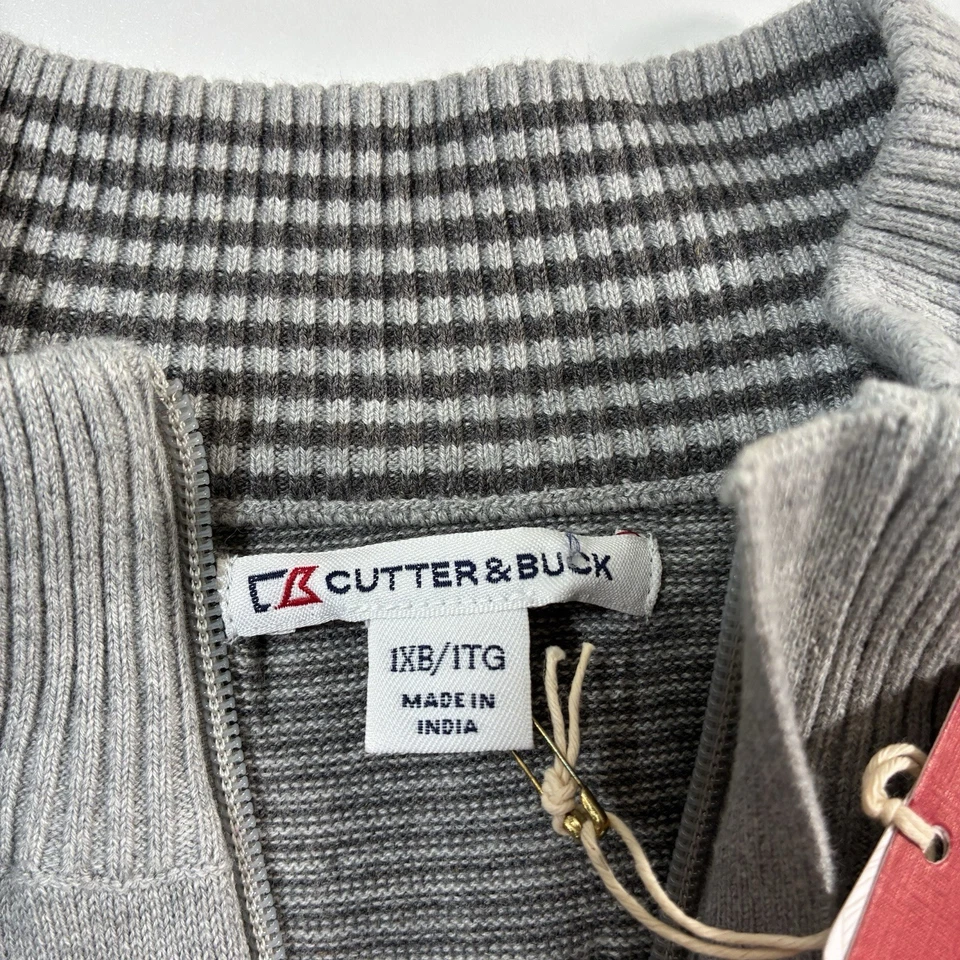 CUTTER & BUCK
1XB/1TG
MADE IN
INDIA